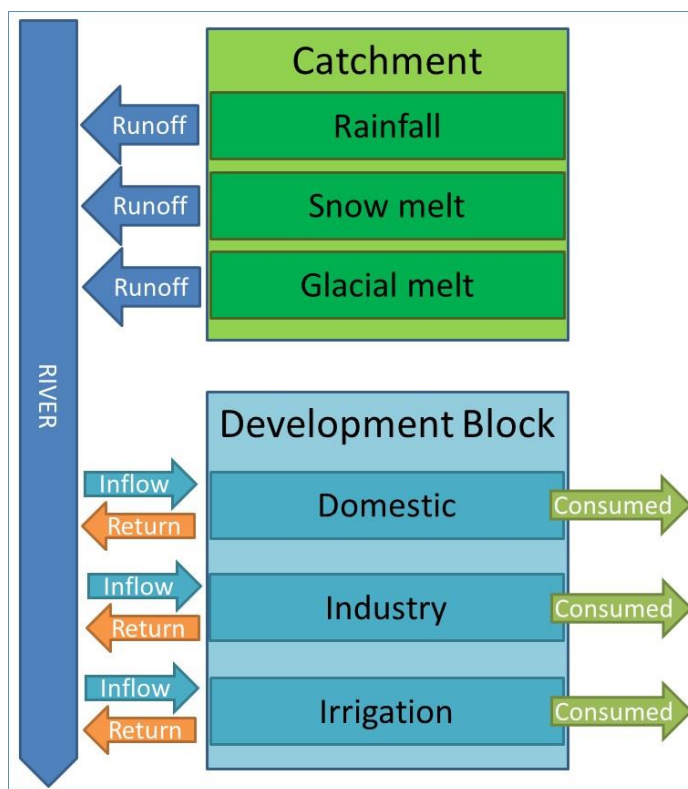 Catchment
Runoff
Rainfall
Runoff
Snow melt
Runoff
Glacial melt
RIVER
Development Block
Inflow
Return
Domestic
Consumed
Inflow
Return
Industry
Consumed
Inflow
Return
Irrigation
Consumed